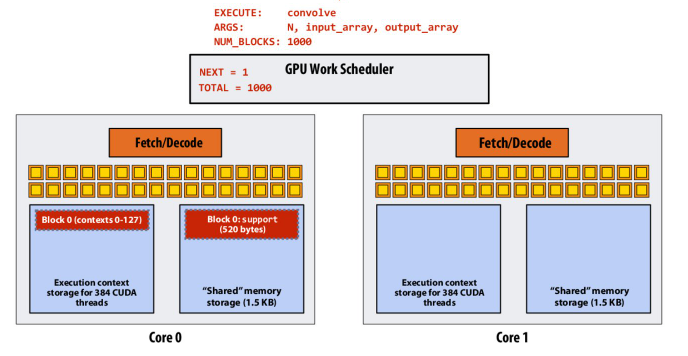 EXECUTE: convolve
ARGS: N, input_array, output_array
NUM_BLOCKS: 1000
GPU Work Scheduler
NEXT = 1
TOTAL = 1000
Fetch/Decode
Block 0 (contexts 0-127)
Block 0: support
(520 bytes)
Execution context
storage for 384 CUDA
threads
“Shared” memory
storage (1.5 KB)
Core 0
Fetch/Decode
Execution context
storage for 384 CUDA
threads
“Shared” memory
storage (1.5 KB)
Core 1